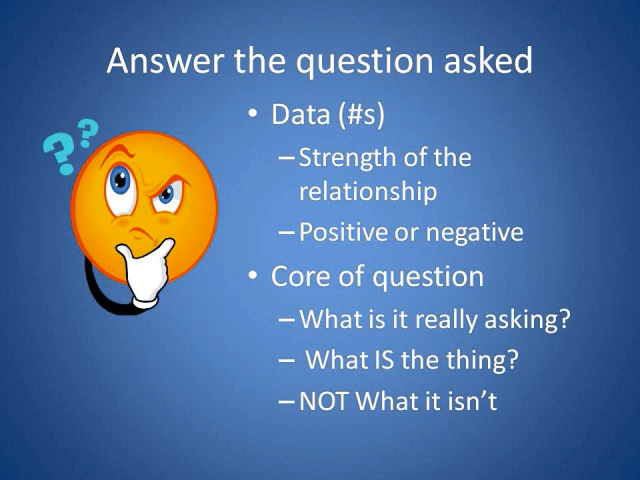 Answer the question asked
• Data (#s)
–Strength of the
relationship
–Positive or negative
• Core of question
–What is it really asking?
– What IS the thing?
–NOT What it isn’t
??